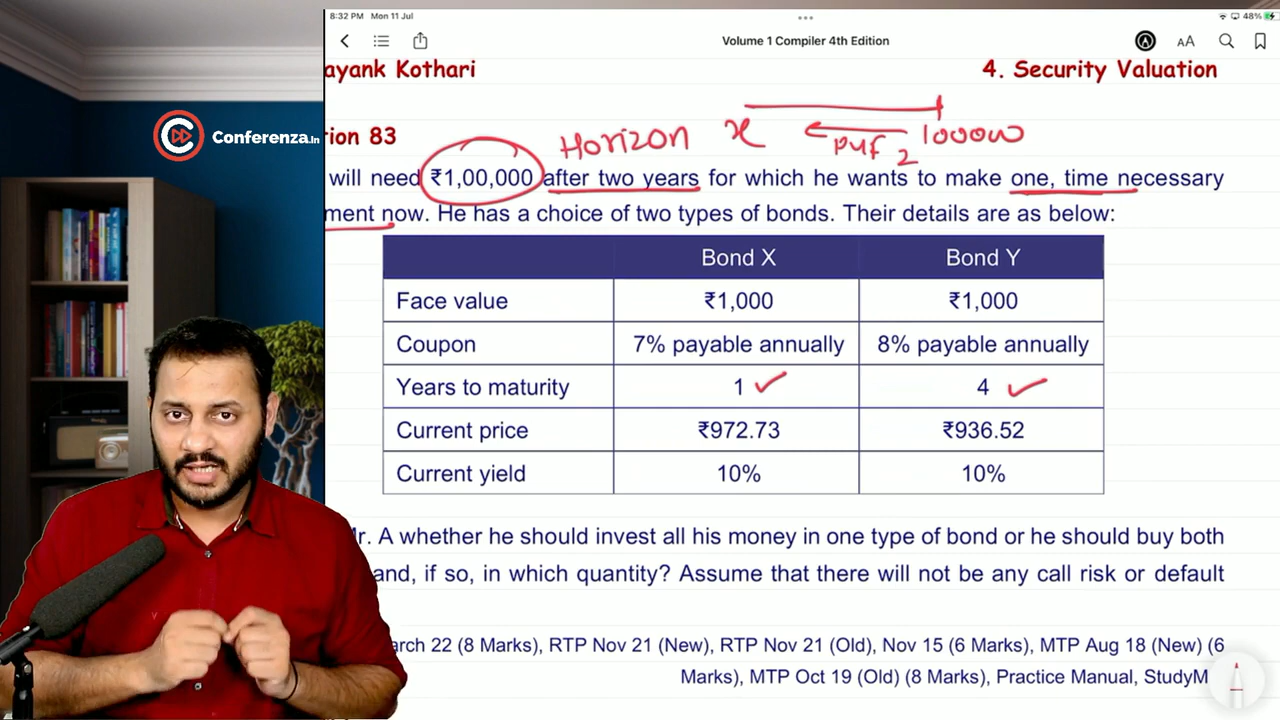 8:32 PM Mon 11 Jul
48%
Volume 1 Compiler 4th Edition
AA
ayank Kothari
4. Security Valuation
Conferenza.in
tion 83
Horizon x PVF 2 100000
will need ₹1,00,000 after two years for which he wants to make one, time necessary
ment now. He has a choice of two types of bonds. Their details are as below:
Bond X Bond Y
Face value ₹1,000 ₹1,000
Coupon 7% payable annually 8% payable annually
Years to maturity 1 4
Current price ₹972.73 ₹936.52
Current yield 10% 10%
Mr. A whether he should invest all his money in one type of bond or he should buy both
and, if so, in which quantity? Assume that there will not be any call risk or default
arch 22 (8 Marks), RTP Nov 21 (New), RTP Nov 21 (Old), Nov 15 (6 Marks), MTP Aug 18 (New) (6
Marks), MTP Oct 19 (Old) (8 Marks), Practice Manual, StudyM